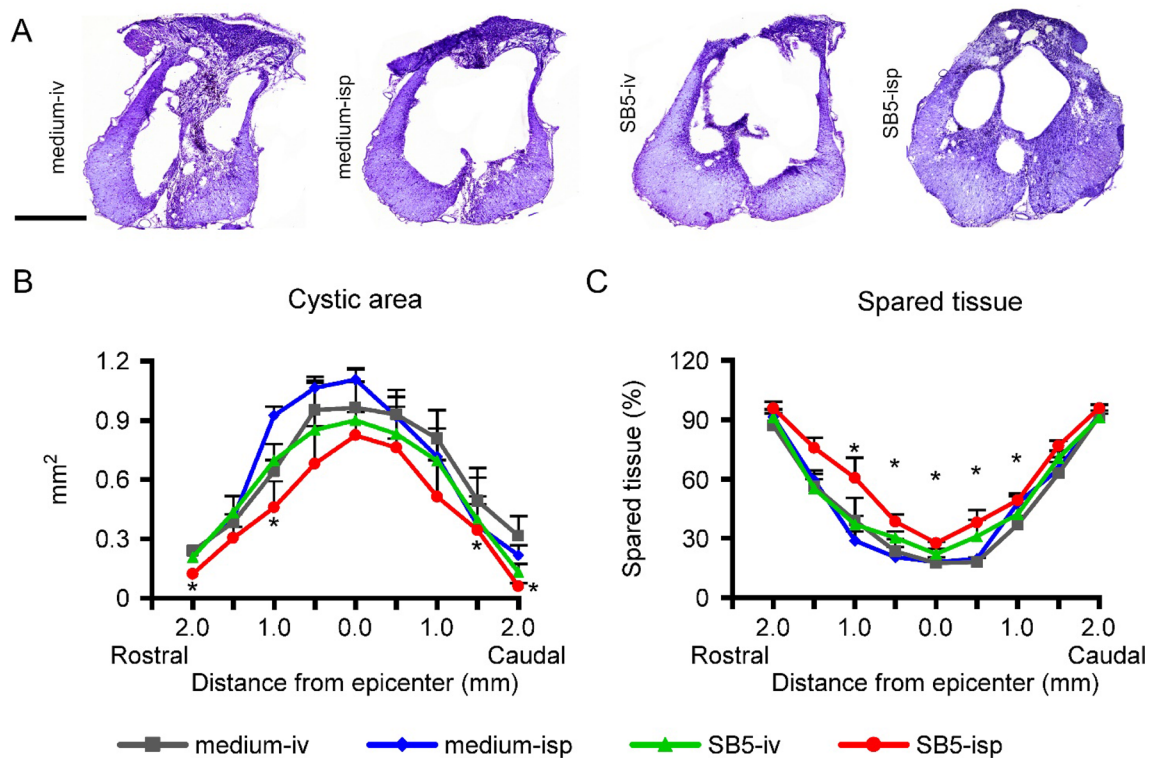 A
medium-iv
medium-isp
SB5-iv
SB5-isp
B
Cystic area
mm2
1.2
0.9
0.6
0.3
0
*
*
*
*
2.0 1.0 0.0 1.0 2.0
Rostral Caudal
Distance from epicenter (mm)
C
Spared tissue
Spared tissue (%)
120
90
60
30
0
* * * * *
2.0 1.0 0.0 1.0 2.0
Rostral Caudal
Distance from epicenter (mm)
medium-iv medium-isp SB5-iv SB5-isp